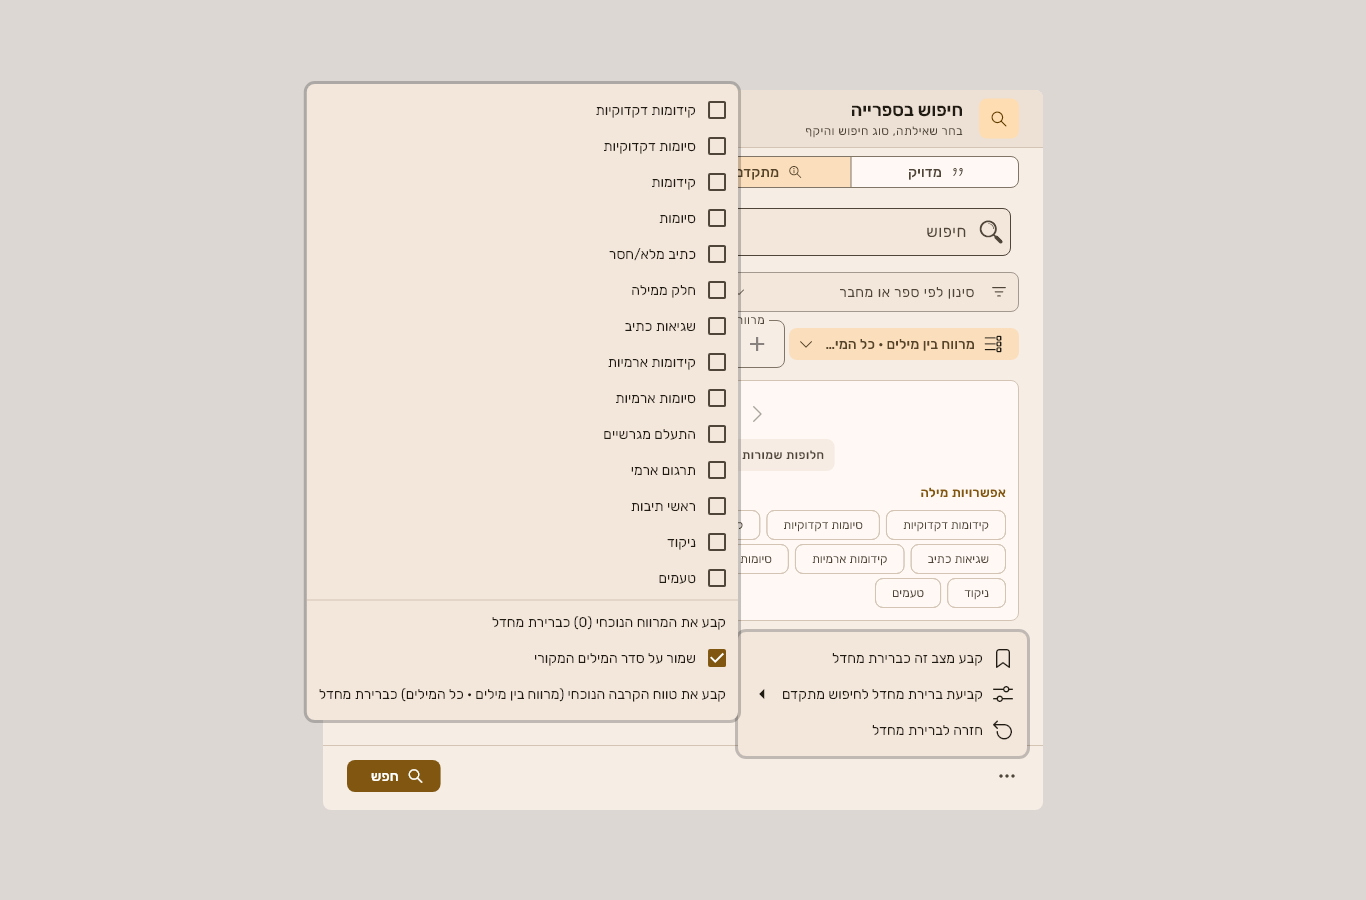 חיפוש בספרייה
בחר שאילתה, סוג חיפוש והיקף
מדויק
מתקדם
חיפוש
סינון לפי ספר או מחבר
מרווח בין מילים • כל המי...
מרווח
חלופות שמורות
אפשרויות מילה
קידומות דקדוקיות
סיומות דקדוקיות
שגיאות כתיב
קידומות ארמיות
סיומות
ניקוד
טעמים
קבע מצב זה כברירת מחדל
קביעת ברירת מחדל לחיפוש מתקדם
חזרה לברירת מחדל
קידומות דקדוקיות
סיומות דקדוקיות
קידומות
סיומות
כתיב מלא/חסר
חלק ממילה
שגיאות כתיב
קידומות ארמיות
סיומות ארמיות
התעלם מגרשיים
תרגום ארמי
ראשי תיבות
ניקוד
טעמים
קבע את המרווח הנוכחי (0) כברירת מחדל
שמור על סדר המילים המקורי
קבע את טווח הקרבה הנוכחי (מרווח בין מילים • כל המילים) כברירת מחדל
חפש